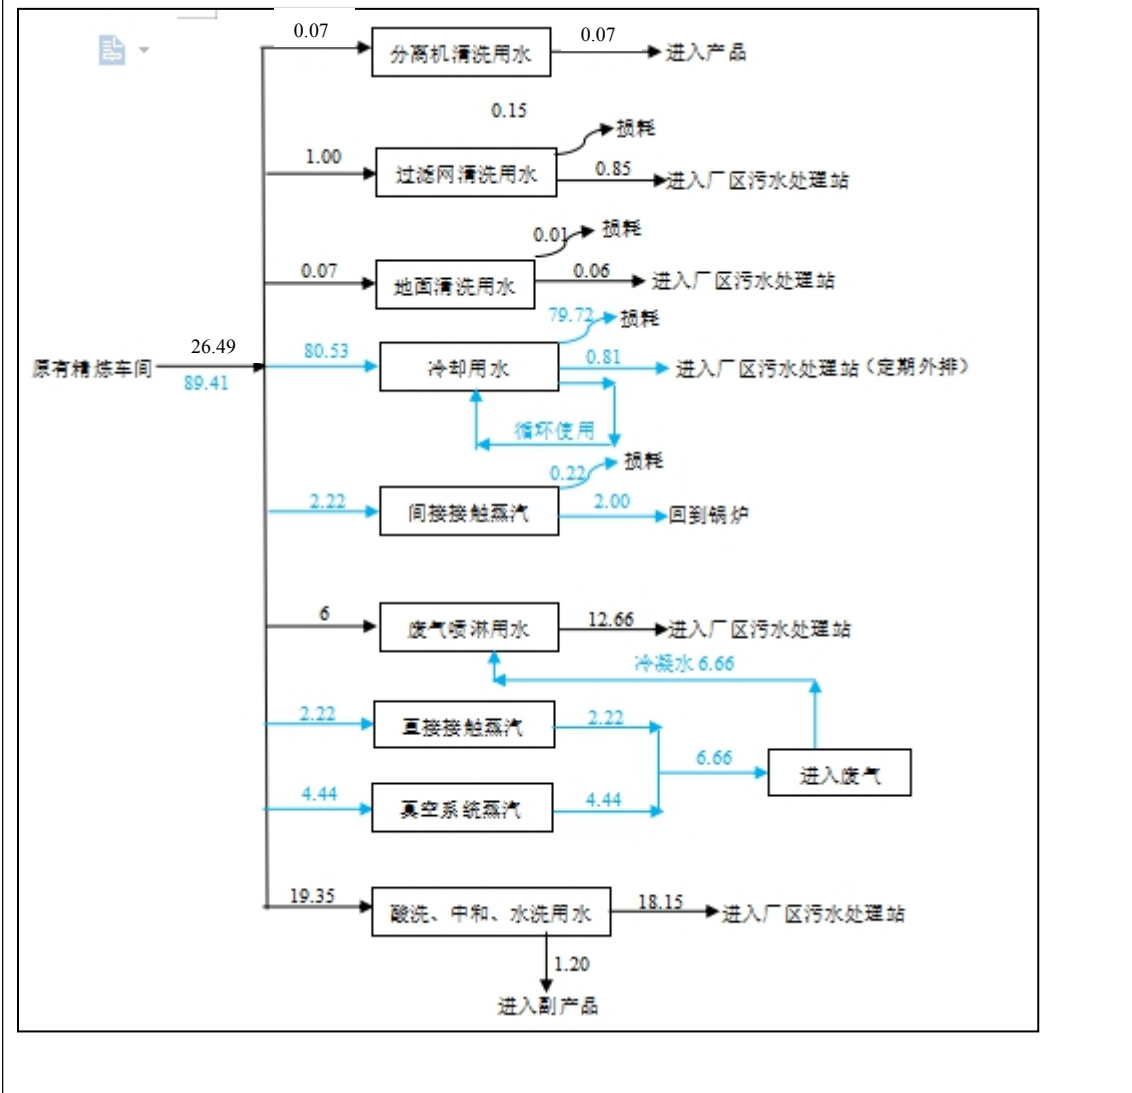 0.07
分离机清洗用水
0.07
进入产品
0.15
损耗
1.00
过滤网清洗用水
0.85
进入厂区污水处理站
0.01
损耗
0.07
地面清洗用水
0.06
进入厂区污水处理站
79.72
损耗
原有精炼车间
26.49
89.41
80.53
冷却用水
0.81
进入厂区污水处理站(定期外排)
循环使用
0.22
损耗
2.22
间接接触蒸汽
2.00
回到锅炉
6
废气喷淋用水
12.66
进入厂区污水处理站
冷凝水 6.66
2.22
直接接触蒸汽
2.22
6.66
进入废气
4.44
真空系统蒸汽
4.44
19.35
酸洗、中和、水洗用水
18.15
进入厂区污水处理站
1.20
进入副产品